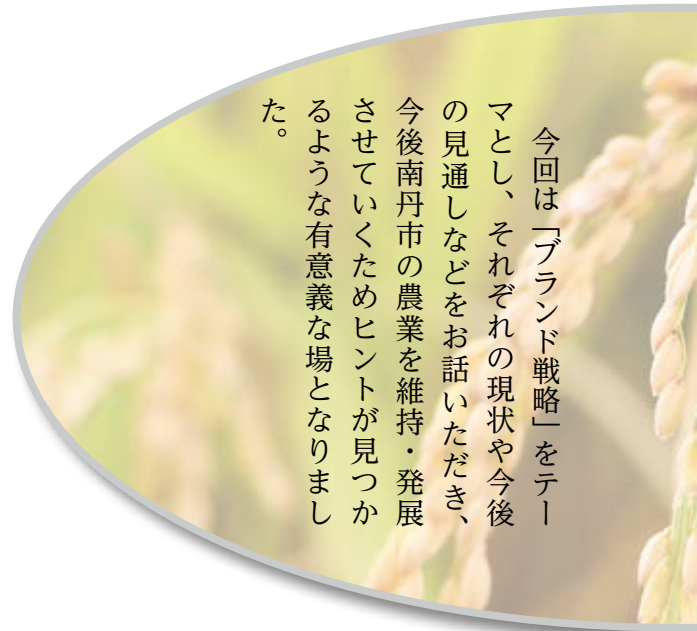 今回は「ブランド戦略」をテー
マとし、それぞれの現状や今後
の見通しなどをお話いただき、
今後南丹市の農業を維持・発展
させていくためヒントが見つか
るような有意義な場となりまし
た。